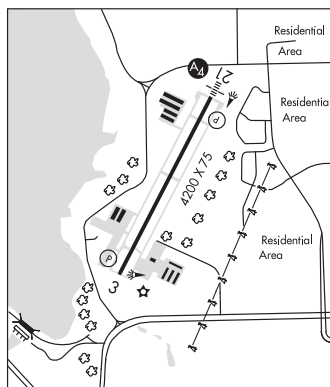 Residential
Area
A4
21
Residential
Area
P
4200 X 75
Residential
Area
P
3